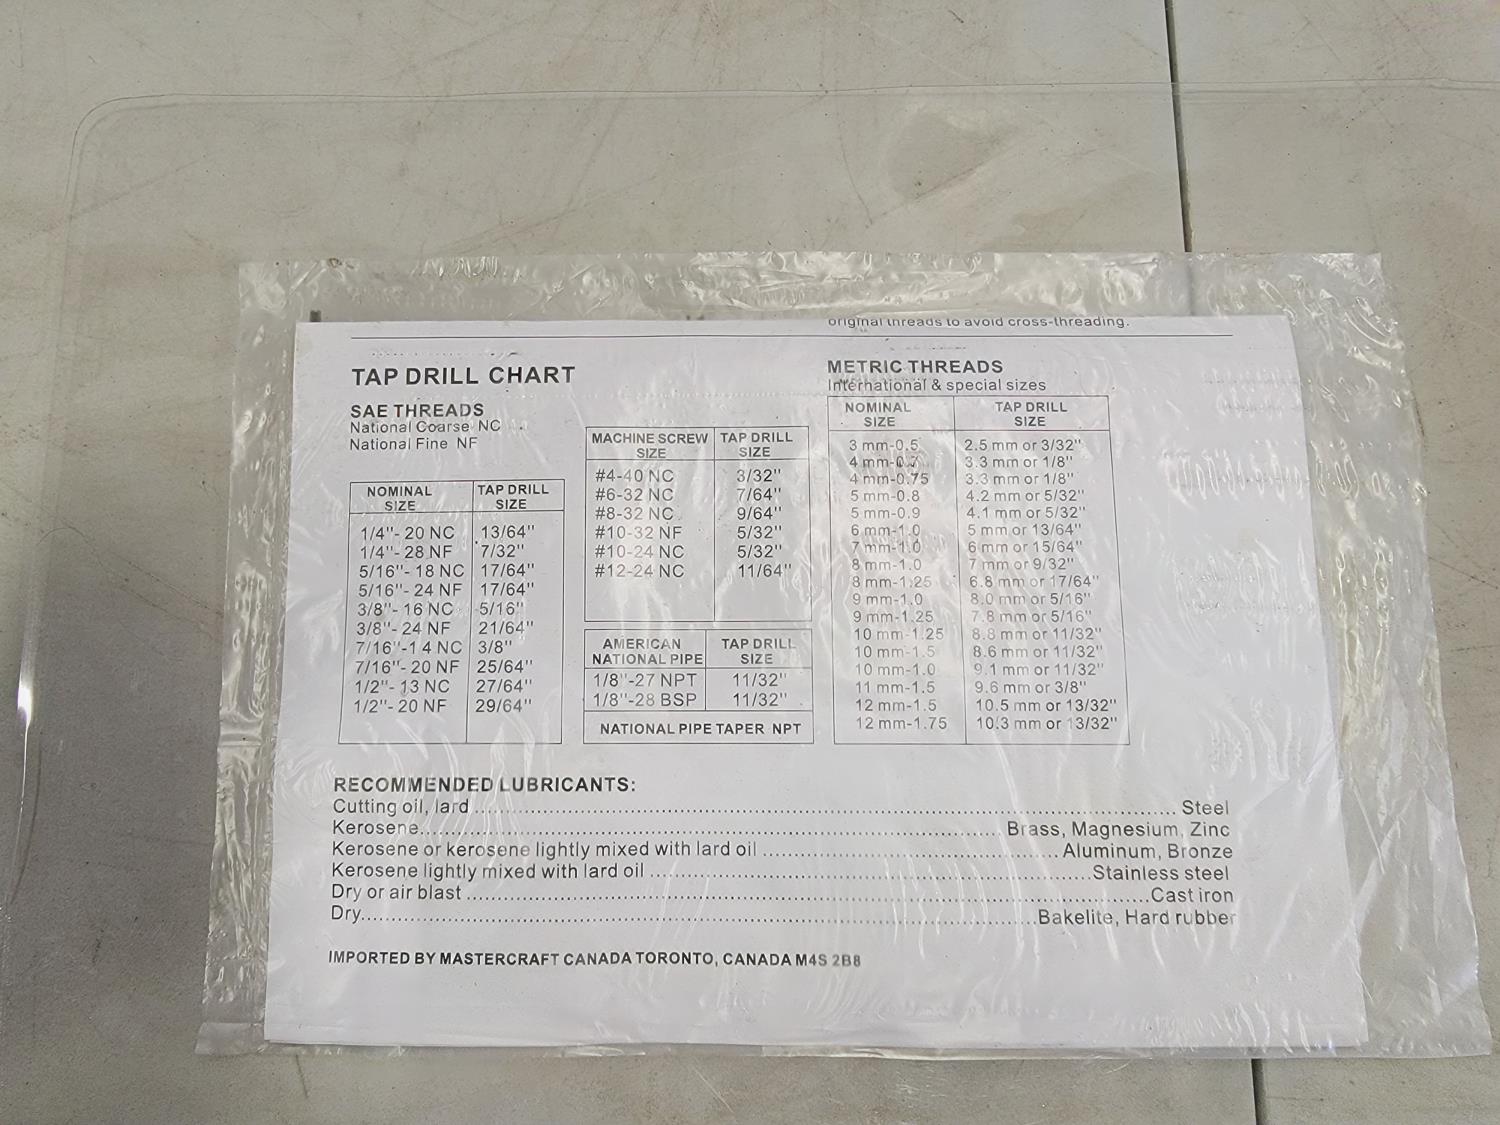 original threads to avoid cross-threading.
TAP DRILL CHART
SAE THREADS
National Coarse NC
National Fine NF
NOMINAL SIZE TAP DRILL SIZE
1/4"- 20 NC 13/64"
1/4"- 28 NF 7/32"
5/16"- 18 NC 17/64"
5/16"- 24 NF 17/64"
3/8"- 16 NC 5/16"
3/8"- 24 NF 21/64"
7/16"-14 NC 3/8"
7/16"- 20 NF 25/64"
1/2"- 13 NC 27/64"
1/2"- 20 NF 29/64"
MACHINE SCREW SIZE TAP DRILL SIZE
#4-40 NC 3/32"
#6-32 NC 7/64"
#8-32 NC 9/64"
#10-32 NF 5/32"
#10-24 NC 5/32"
#12-24 NC 11/64"
AMERICAN NATIONAL PIPE TAP DRILL SIZE
1/8"-27 NPT 11/32"
1/8"-28 BSP 11/32"
NATIONAL PIPE TAPER NPT
METRIC THREADS
International & special sizes
NOMINAL SIZE TAP DRILL SIZE
3 mm-0.5 2.5 mm or 3/32"
4 mm-0.7 3.3 mm or 1/8"
4 mm-0.75 3.3 mm or 1/8"
5 mm-0.8 4.2 mm or 5/32"
5 mm-0.9 4.1 mm or 5/32"
6 mm-1.0 5 mm or 13/64"
7 mm-1.0 6 mm or 15/64"
8 mm-1.0 7 mm or 9/32"
8 mm-1.25 6.8 mm or 17/64"
9 mm-1.0 8.0 mm or 5/16"
9 mm-1.25 7.8 mm or 5/16"
10 mm-1.25 8.8 mm or 11/32"
10 mm-1.5 8.6 mm or 11/32"
10 mm-1.0 9.1 mm or 11/32"
11 mm-1.5 9.6 mm or 3/8"
12 mm-1.5 10.5 mm or 13/32"
12 mm-1.75 10.3 mm or 13/32"
RECOMMENDED LUBRICANTS:
Cutting oil, lard ........ Steel
Kerosene........ Brass, Magnesium, Zinc
Kerosene or kerosene lightly mixed with lard oil ........ Aluminum, Bronze
Kerosene lightly mixed with lard oil ........ Stainless steel
Dry or air blast ........ Cast iron
Dry........ Bakelite, Hard rubber
IMPORTED BY MASTERCRAFT CANADA TORONTO, CANADA M4S 2B8